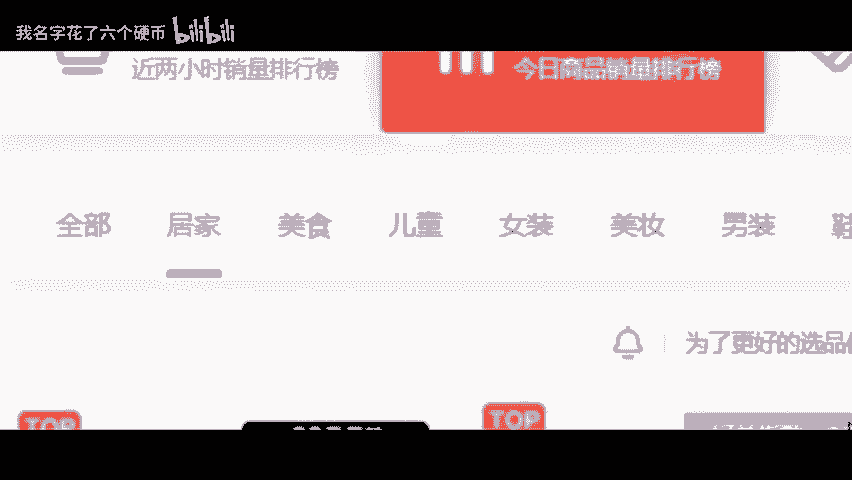 我名字花了六个硬币 bilibili
近两小时销量排行榜 今日商品销量排行榜
全部 居家 美食 儿童 女装 美妆 男装
为了更好的选品
TOP TOP